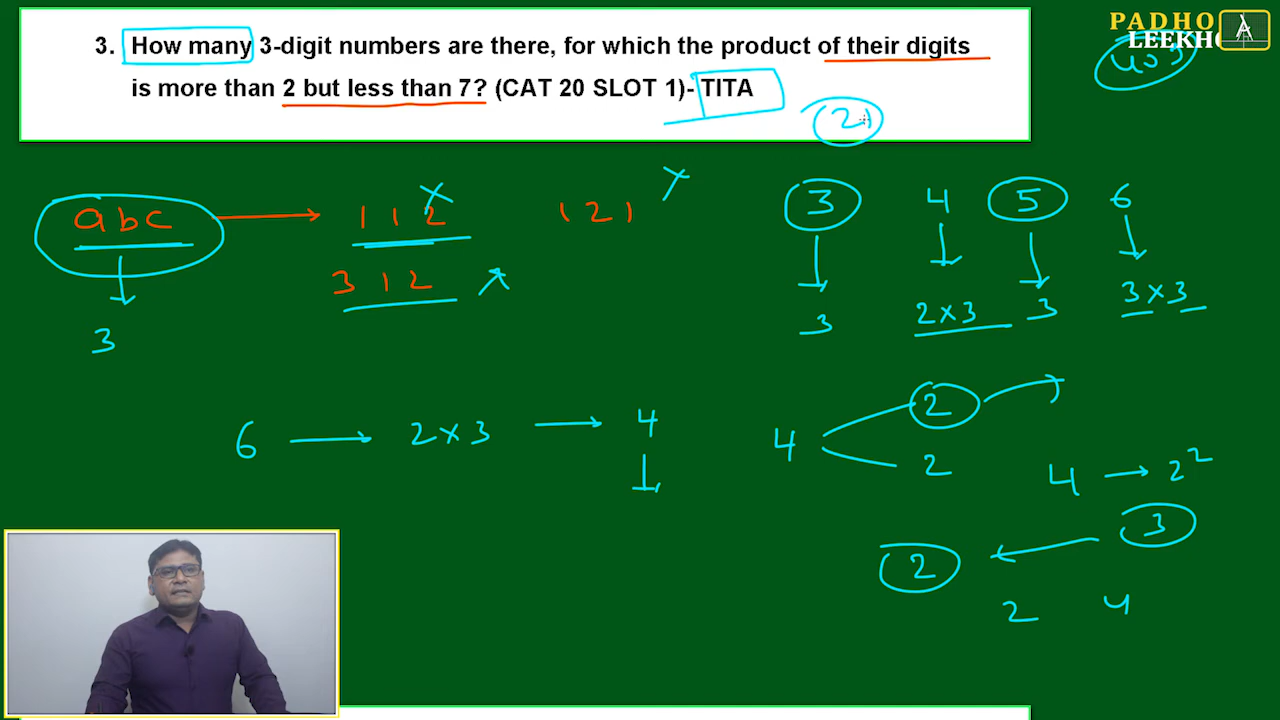 PADHO
LEEKHO
3. How many 3-digit numbers are there, for which the product of their digits
is more than 2 but less than 7? (CAT 20 SLOT 1)- TITA
(21
abc → 112 × 121 ×
312 ×
3
3 4 5 6
3 2×3 3 3×3
6 → 2×3 → 4
4 2
2
4 → 2²
3
2
2 4